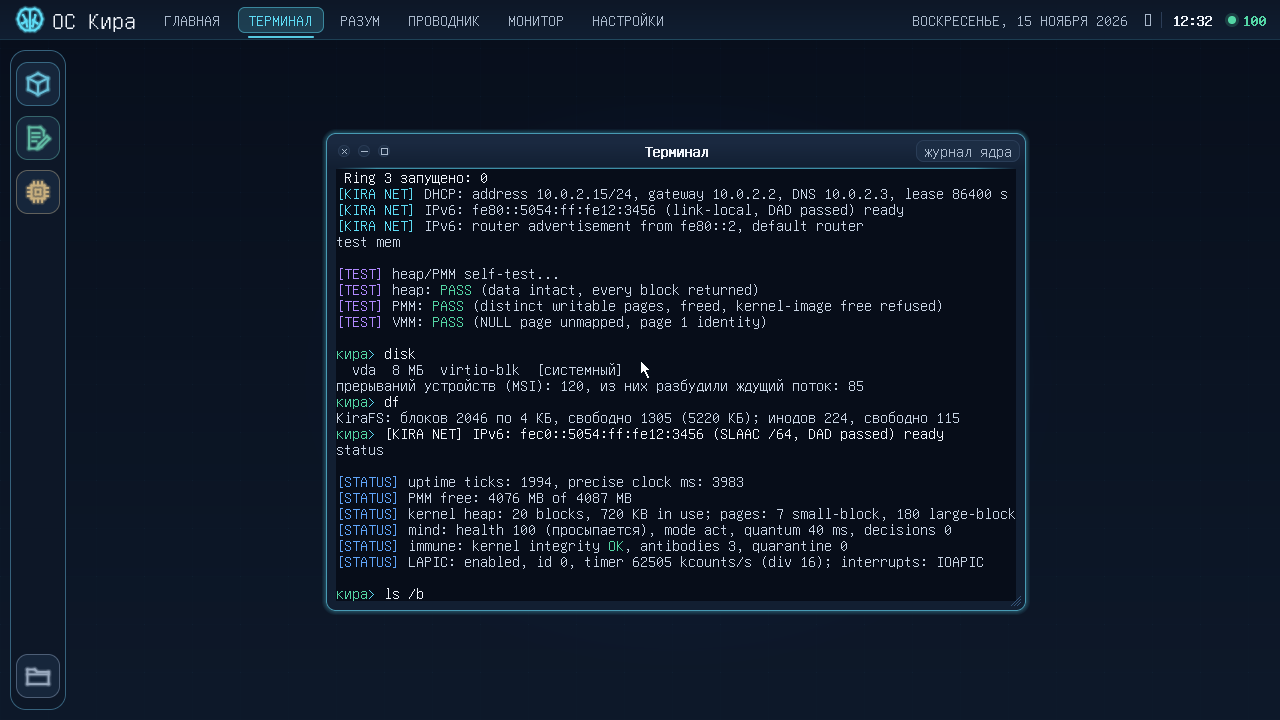 ОС Кира
ГЛАВНАЯ
ТЕРМИНАЛ
РАЗУМ
ПРОВОДНИК
МОНИТОР
НАСТРОЙКИ
ВОСКРЕСЕНЬЕ, 15 НОЯБРЯ 2026
12:32
100
Терминал
журнал ядра
Ring 3 запущено: 0
[KIRA NET] DHCP: address 10.0.2.15/24, gateway 10.0.2.2, DNS 10.0.2.3, lease 86400 s
[KIRA NET] IPv6: fe80::5054:ff:fe12:3456 (link-local, DAD passed) ready
[KIRA NET] IPv6: router advertisement from fe80::2, default router
test mem
[TEST] heap/PMM self-test...
[TEST] heap: PASS (data intact, every block returned)
[TEST] PMM: PASS (distinct writable pages, freed, kernel-image free refused)
[TEST] VMM: PASS (NULL page unmapped, page 1 identity)
кира> disk
vda 8 МБ virtio-blk [системный]
прерываний устройств (MSI): 120, из них разбудили ждущий поток: 85
кира> df
KiraFS: блоков 2046 по 4 КБ, свободно 1305 (5220 КБ); инодов 224, свободно 115
кира> [KIRA NET] IPv6: fec0::5054:ff:fe12:3456 (SLAAC /64, DAD passed) ready
status
[STATUS] uptime ticks: 1994, precise clock ms: 3983
[STATUS] PMM free: 4076 MB of 4087 MB
[STATUS] kernel heap: 20 blocks, 720 KB in use; pages: 7 small-block, 180 large-block
[STATUS] mind: health 100 (просыпается), mode act, quantum 40 ms, decisions 0
[STATUS] immune: kernel integrity OK, antibodies 3, quarantine 0
[STATUS] LAPIC: enabled, id 0, timer 62505 kcounts/s (div 16); interrupts: IOAPIC
кира> ls /b